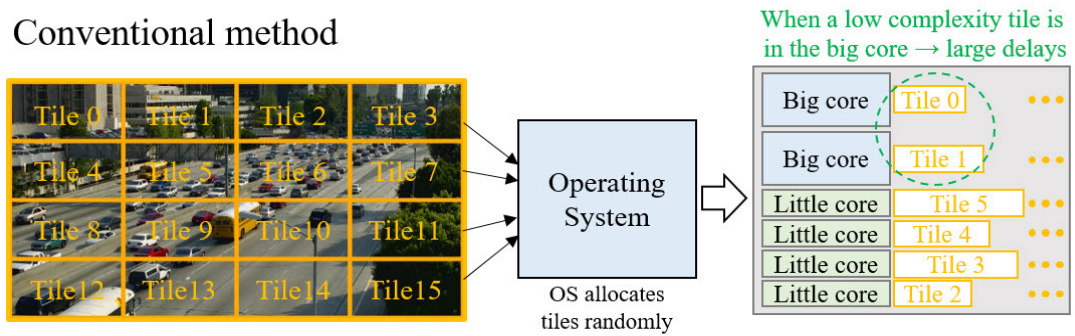 Conventional method
When a low complexity tile is
in the big core → large delays
Tile 0 Tile 1 Tile 2 Tile 3
Tile 4 Tile 5 Tile 6 Tile 7
Tile 8 Tile 9 Tile10 Tile11
Tile12 Tile13 Tile14 Tile15
Operating
System
OS allocates
tiles randomly
Big core Tile 0 •••
Big core Tile 1 •••
Little core Tile 5 •••
Little core Tile 4 •••
Little core Tile 3 •••
Little core Tile 2 •••